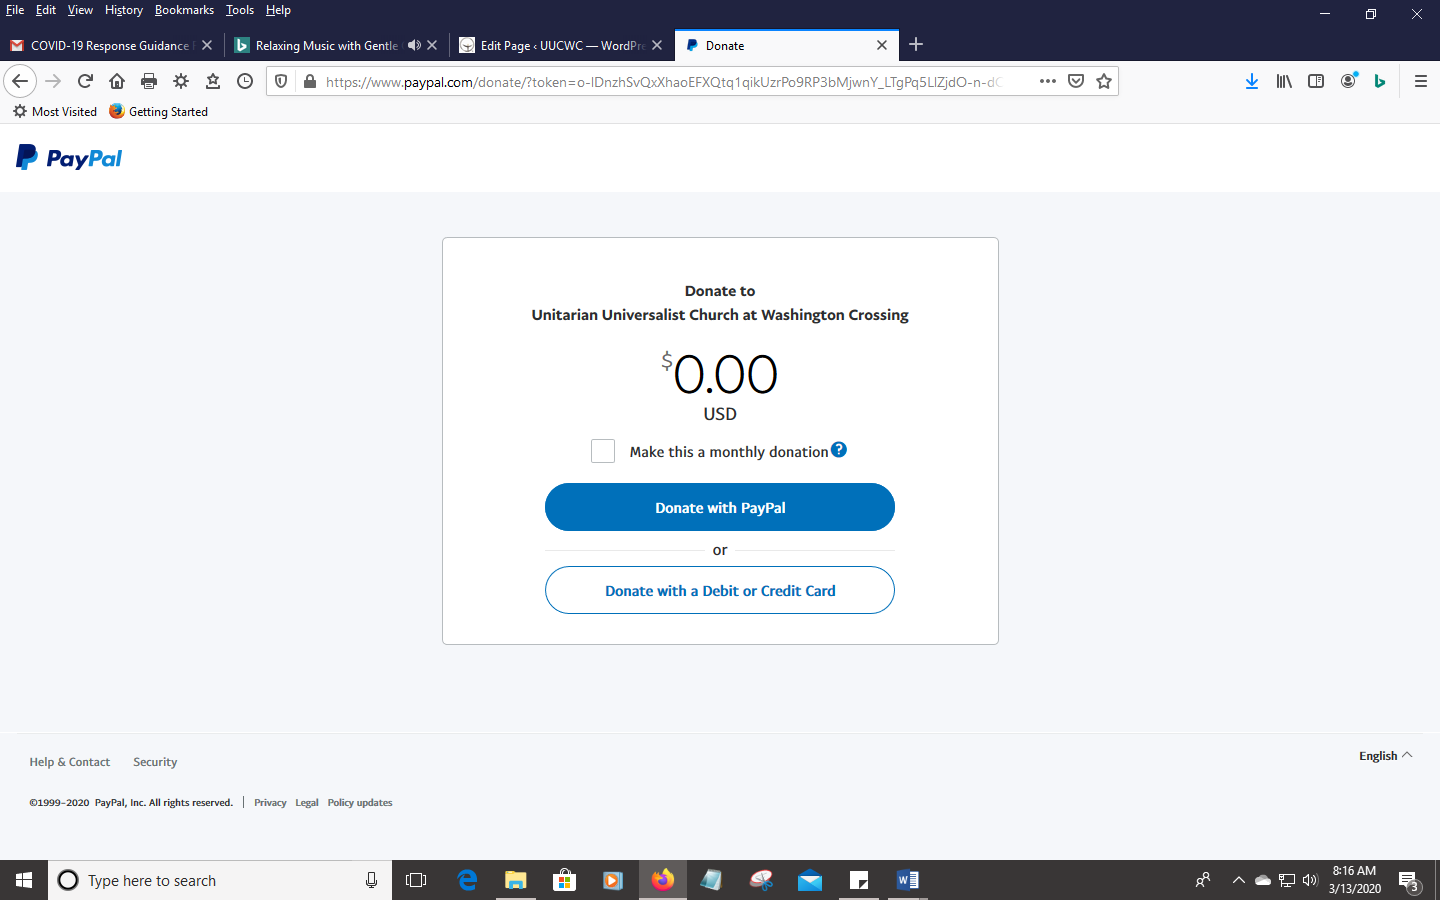 File Edit View History Bookmarks Tools Help
COVID-19 Response Guidance
Relaxing Music with Gentle
Edit Page ‹ UUCWC — WordPre
Donate
https://www.paypal.com/donate/?token=o-IDnzhSvQxXhaoEFXQtq1qikUzrPo9RP3bMjwnY_LTgPq5LIZjdO-n-dC
Most Visited Getting Started
PayPal
Donate to
Unitarian Universalist Church at Washington Crossing
$0.00
USD
Make this a monthly donation ?
Donate with PayPal
or
Donate with a Debit or Credit Card
Help & Contact Security
English
©1999–2020 PayPal, Inc. All rights reserved. | Privacy Legal Policy updates
Type here to search
8:16 AM
3/13/2020
3